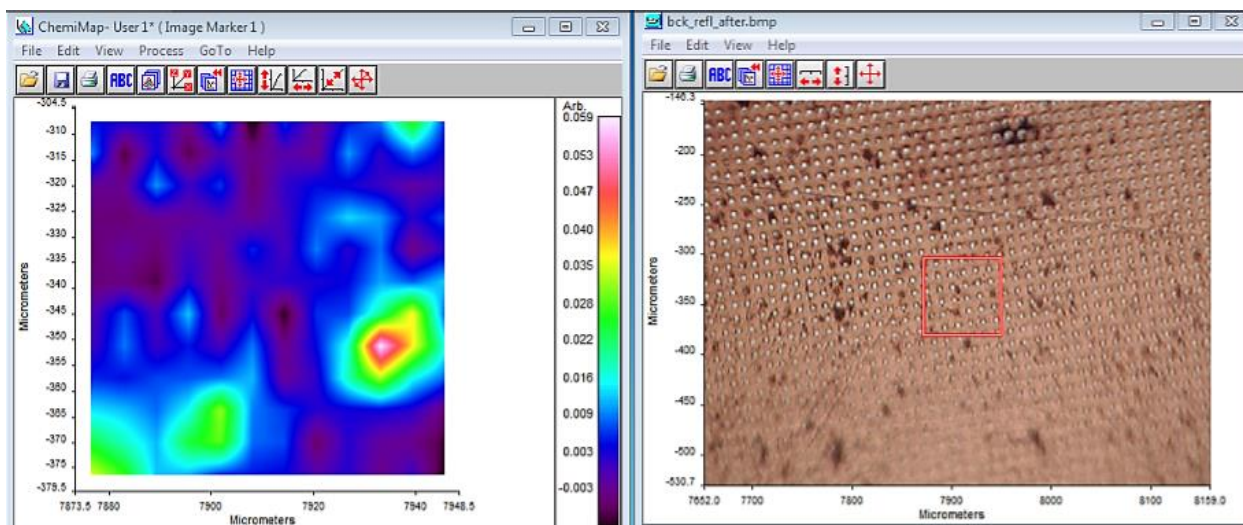 ChemiMap- User1* ( Image Marker1 )
File Edit View Process GoTo Help
ABC
-304.5
-310
-315
-320
-325
-330
-335
-340
-345
-350
-355
-360
-365
-370
-375
-379.5
Micrometers
7873.5 7880 7900 7920 7940 7948.5
Micrometers
Arb.
0.059
0.053
0.047
0.040
0.035
0.028
0.022
0.016
0.009
0.003
-0.003
bck_refl_after.bmp
File Edit View Help
ABC
-146.3
-200
-250
-300
-350
-400
-450
-500
-530.7
Micrometers
7652.0 7700 7800 7900 8000 8100 8159.0
Micrometers